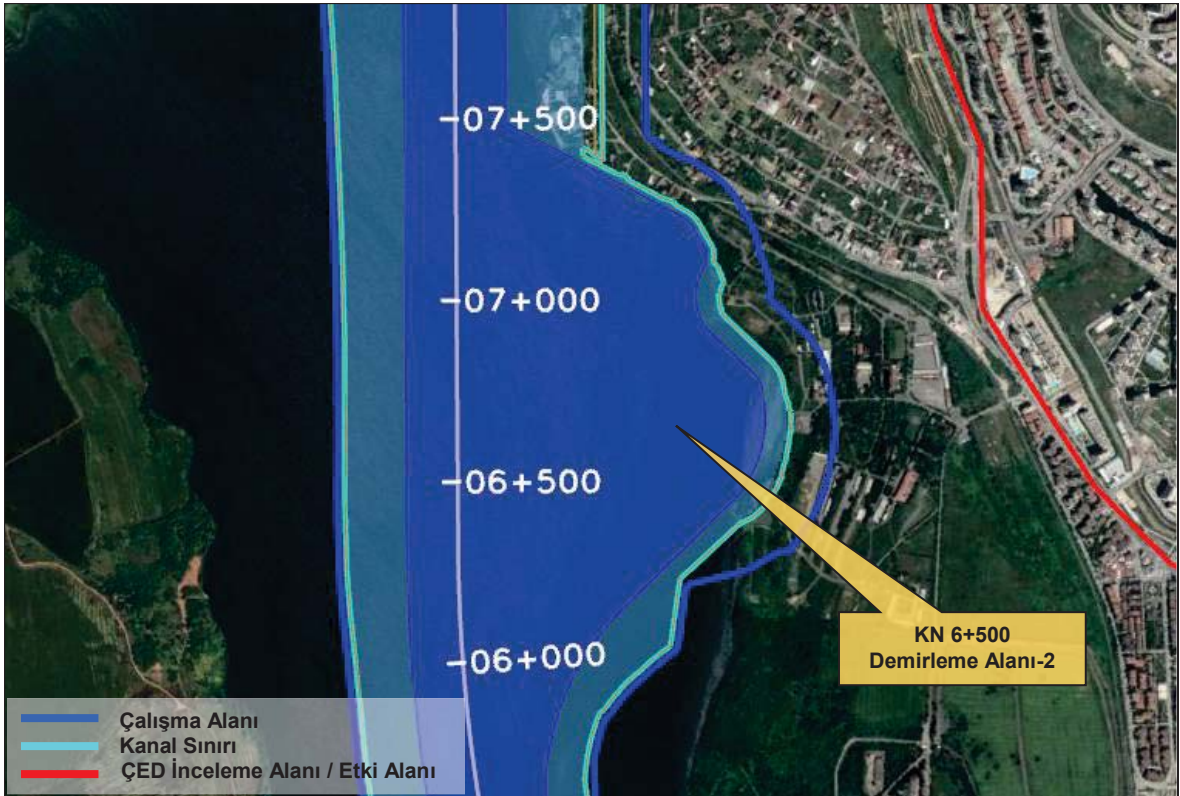 -07+500
-07+000
-06+500
-06+000
KN 6+500
Demirleme Alanı-2
Çalışma Alanı
Kanal Sınırı
ÇED İnceleme Alanı / Etki Alanı